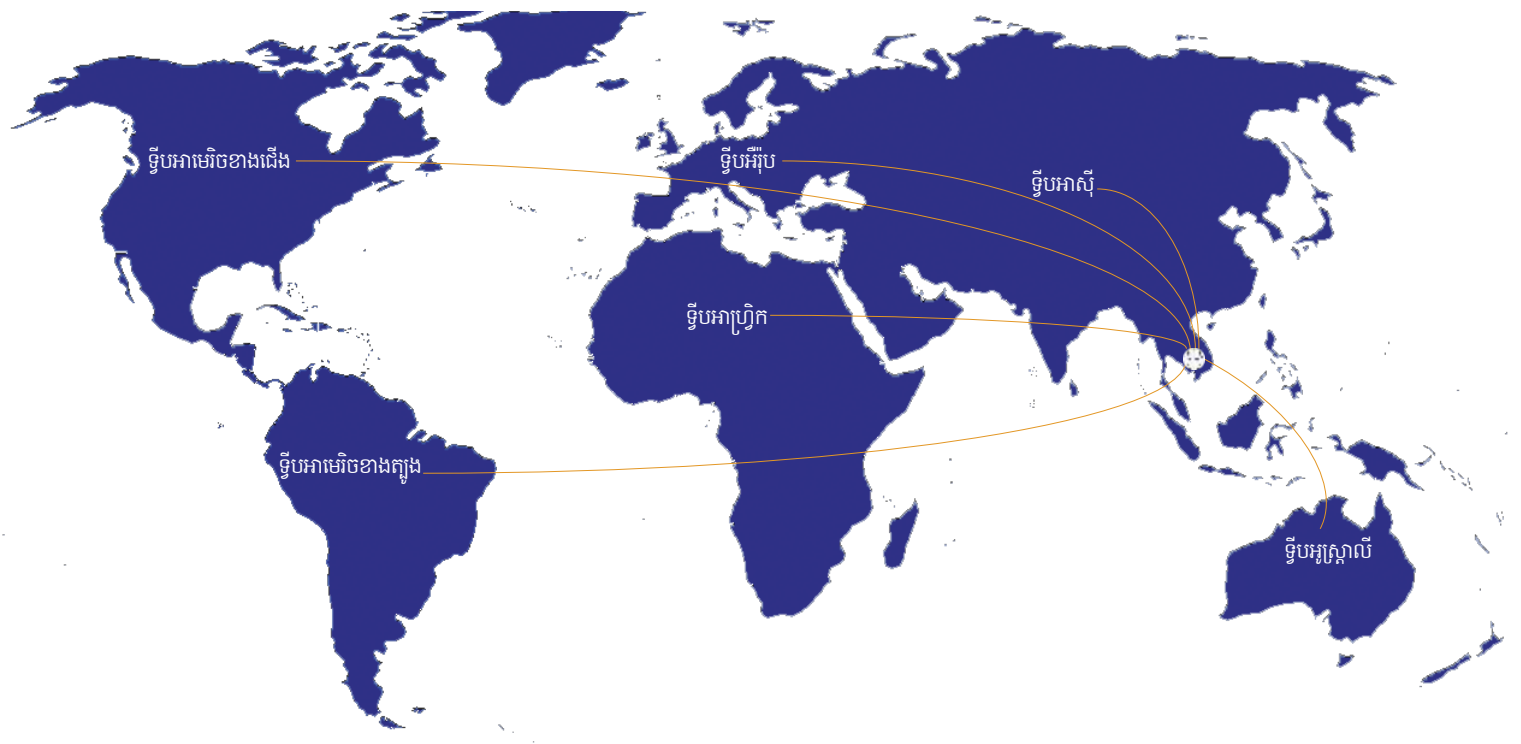 ទ្វីបអាមេរិចខាងជើង
ទ្វីបអឺរ៉ុប
ទ្វីបអាស៊ី
ទ្វីបអាហ្វ្រិក
ទ្វីបអាមេរិចខាងត្បូង
ទ្វីបអូស្ត្រាលី